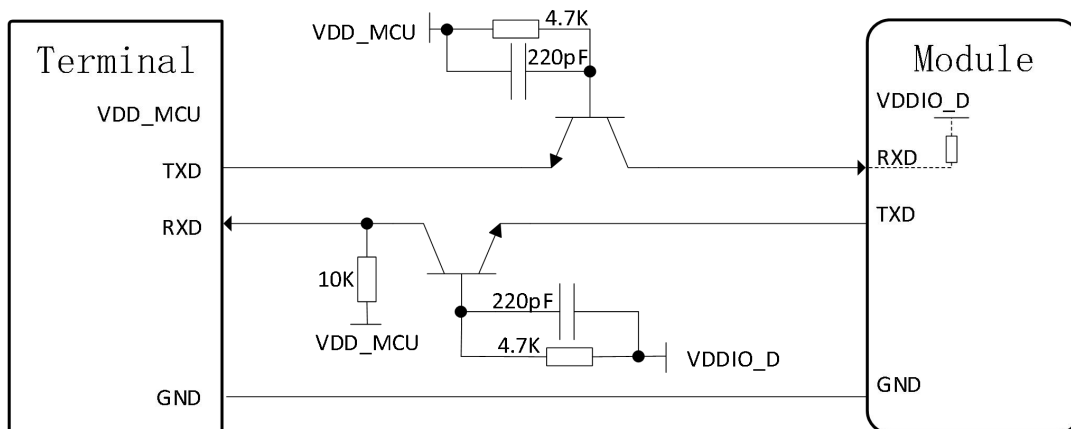 Terminal
VDD_MCU
TXD
RXD
GND
VDD_MCU
4.7K
220pF
10K
VDD_MCU
220pF
4.7K
VDDIO_D
Module
VDDIO_D
RXD
TXD
GND